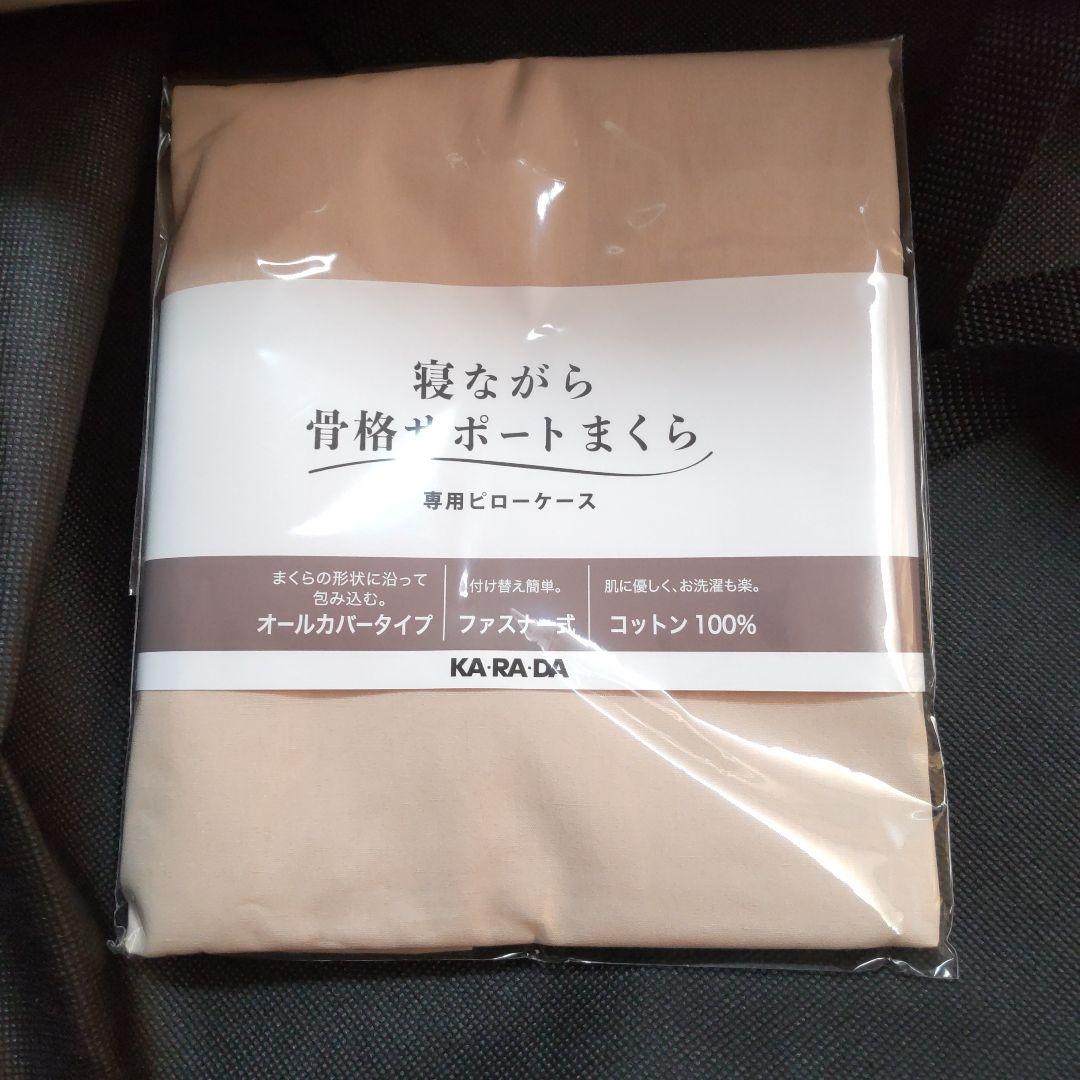 寝ながら
骨格サポートまくら
専用ピローケース
まくらの形状に沿って
包み込む。
オールカバータイプ
付け替え簡単。
ファスナー式
肌に優しく、お洗濯も楽。
コットン 100%
KA·RA·DA